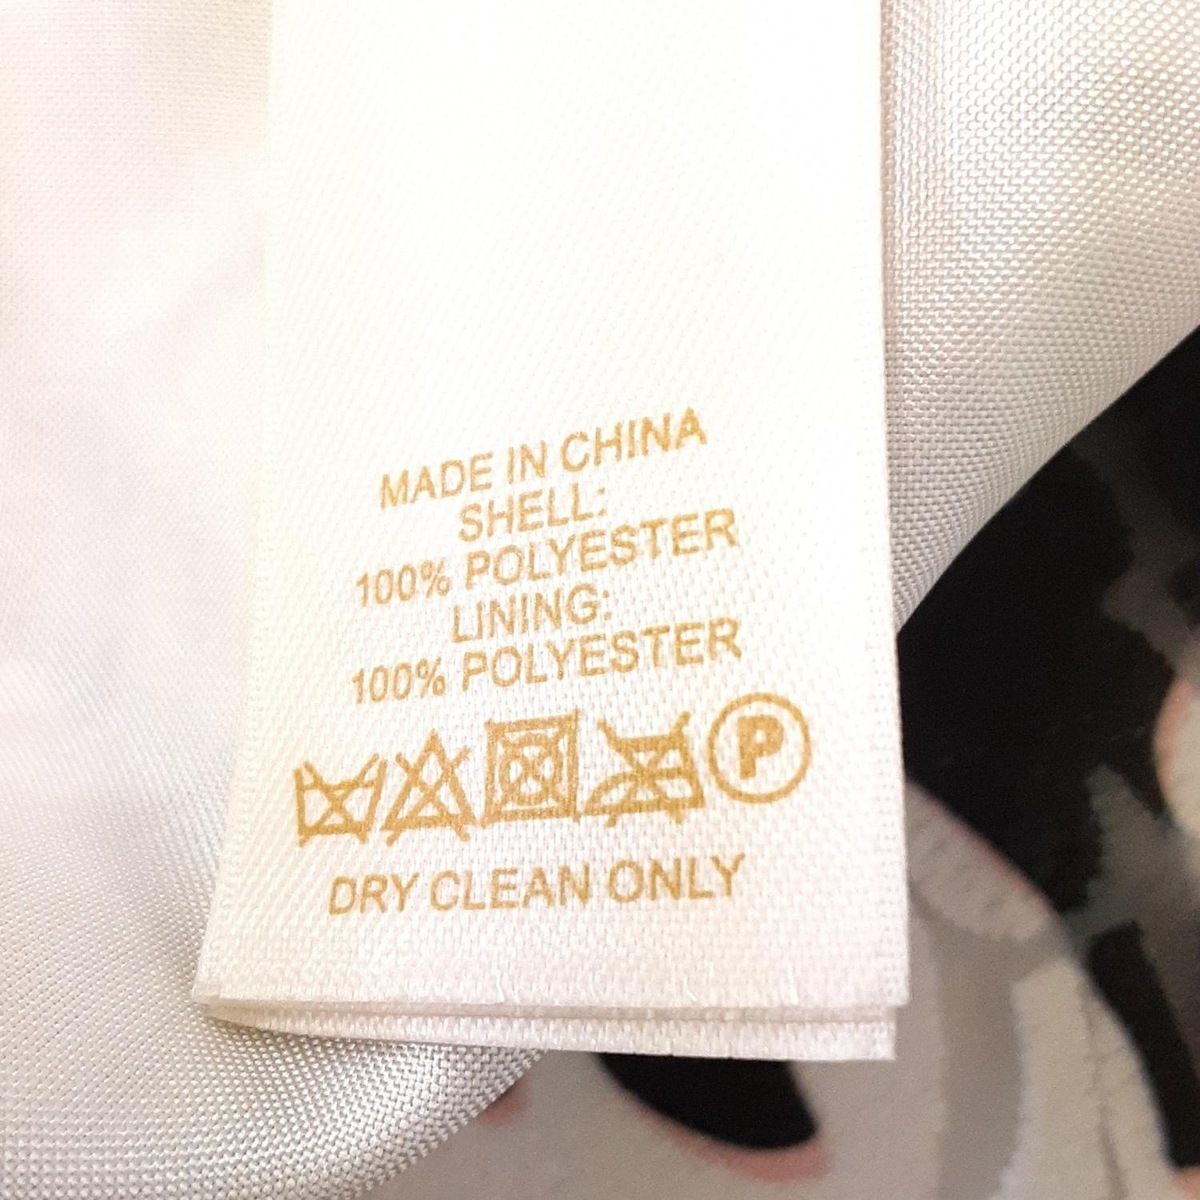 MADE IN CHINA
SHELL:
100% POLYESTER
LINING:
100% POLYESTER
P
DRY CLEAN ONLY